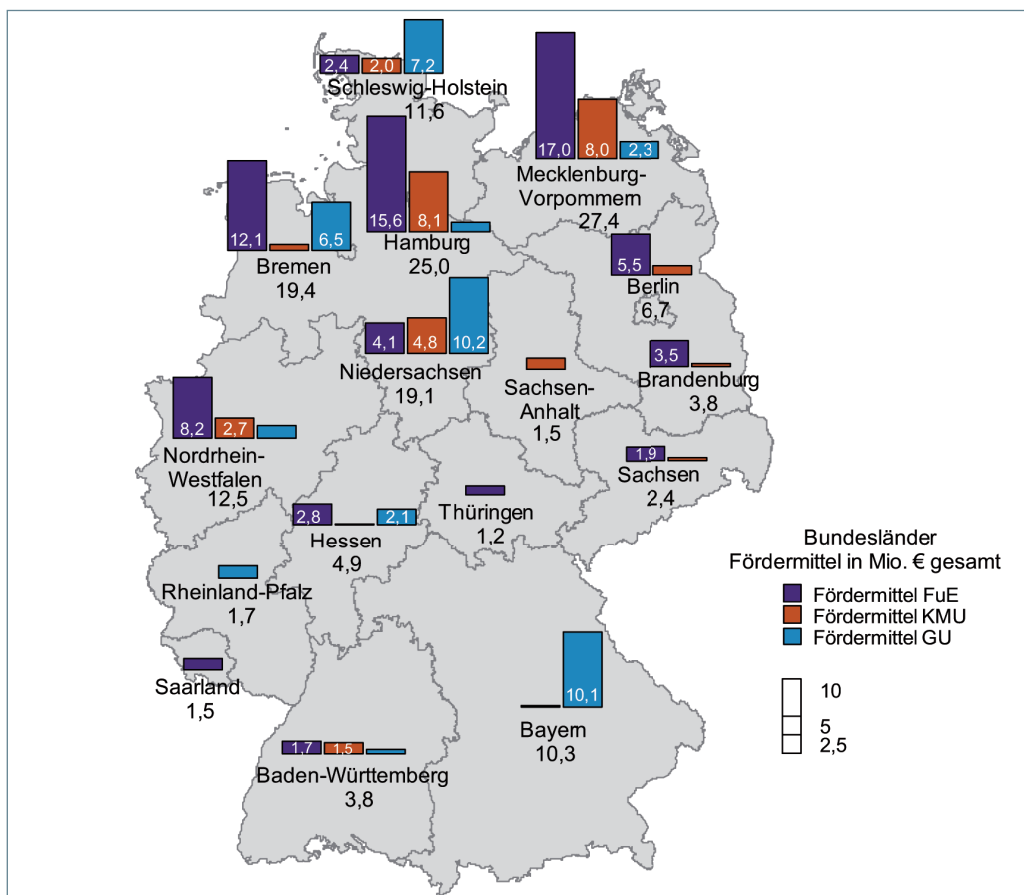 2,4 2,0 7,2
Schleswig-Holstein
11,6
17,0 8,0 2,3
Mecklenburg-
Vorpommern
27,4
15,6 8,1
Hamburg
25,0
12,1 6,5
Bremen
19,4
5,5
Berlin
6,7
4,1 4,8 10,2
Niedersachsen
19,1
Sachsen-
Anhalt
1,5
3,5
Brandenburg
3,8
8,2 2,7
Nordrhein-
Westfalen
12,5
1,9
Sachsen
2,4
2,8 2,1
Hessen
4,9
Thüringen
1,2
Rheinland-Pfalz
1,7
Saarland
1,5
10,1
Bayern
10,3
1,7 1,5
Baden-Württemberg
3,8
Bundesländer
Fördermittel in Mio. € gesamt
Fördermittel FuE
Fördermittel KMU
Fördermittel GU
10
5
2,5